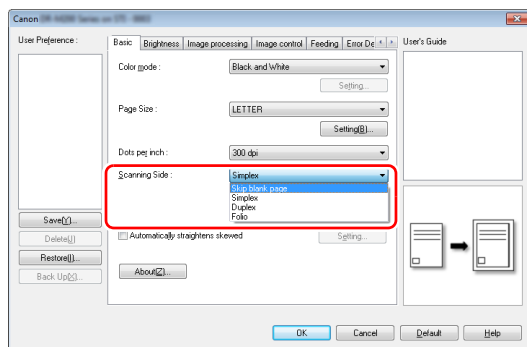 Canon
User Preference :
Basic Brightness Image processing Image control Feeding Error De
User's Guide
Color mode :
Black and White
Setting...
Page Size :
LETTER
Setting(B)...
Dots per inch :
300 dpi
Scanning Side :
Simplex
Skip blank page
Simplex
Duplex
Folio
Save(Y)...
Delete(J)
Restore(I)...
Back Up(X)...
Automatically straightens skewed
Setting...
About(Z)...
OK Cancel Default Help